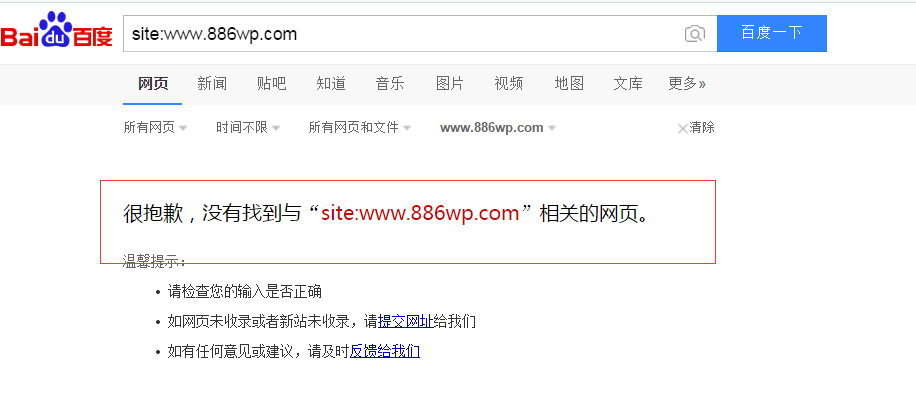 Bai du 百度 site:www.886wp.com 百度一下
网页 新闻 贴吧 知道 音乐 图片 视频 地图 文库 更多»
所有网页 时间不限 所有网页和文件 www.886wp.com ×清除
很抱歉，没有找到与“site:www.886wp.com”相关的网页。
温馨提示：
• 请检查您的输入是否正确
• 如网页未收录或者新站未收录，请提交网址给我们
• 如有任何意见或建议，请及时反馈给我们